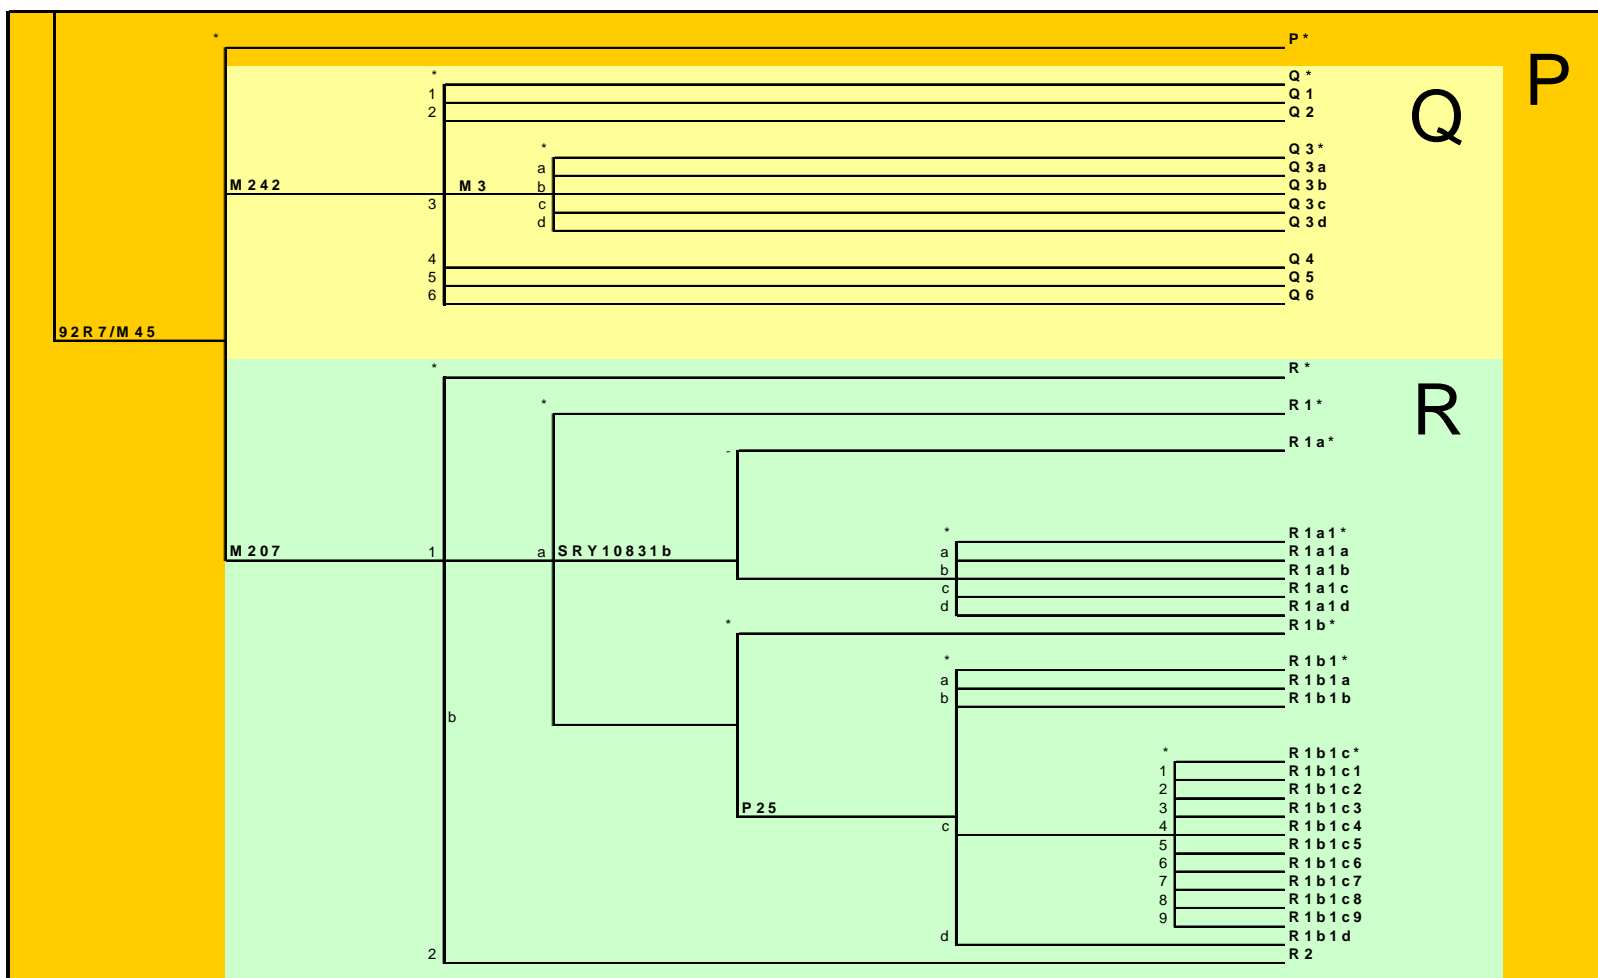 * P*
P
* Q*
1 Q1
2 Q2
Q
* Q3*
a Q3a
M242 M3 b Q3b
3 c Q3c
d Q3d
4 Q4
5 Q5
6 Q6
92R7/M45
* R*
* R1*
R
- R1a*
* R1a1*
M207 1 a SRY10831b a R1a1a
b R1a1b
c R1a1c
d R1a1d
* R1b*
* R1b1*
a R1b1a
b R1b1b
b
* R1b1c*
1 R1b1c1
2 R1b1c2
P25 3 R1b1c3
c 4 R1b1c4
5 R1b1c5
6 R1b1c6
7 R1b1c7
8 R1b1c8
9 R1b1c9
d R1b1d
2 R2